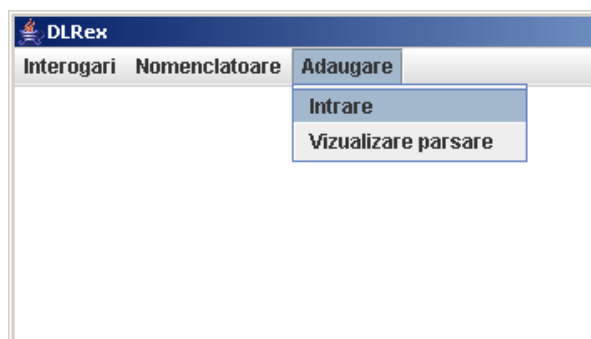 DLRex
Interogari Nomenclatoare Adaugare
Intrare
Vizualizare parsare